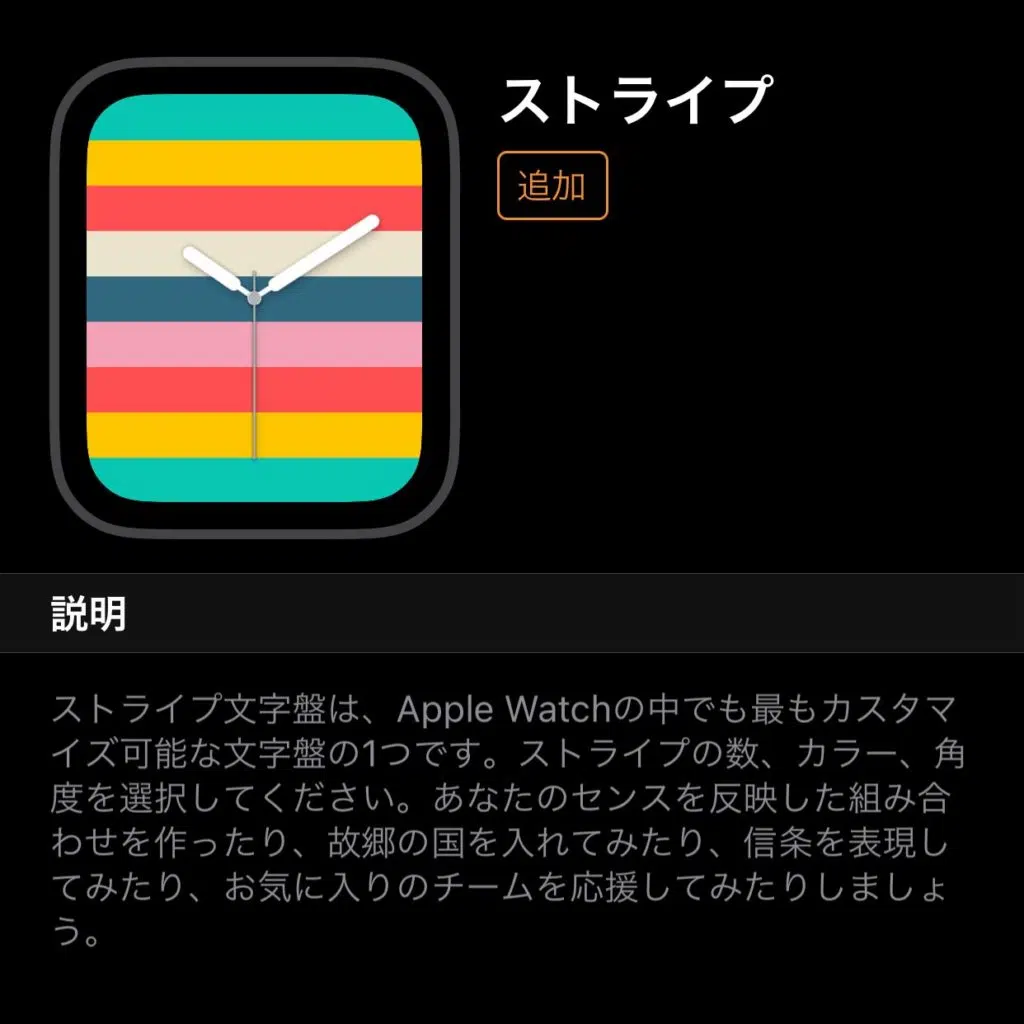 ストライプ
追加
説明
ストライプ文字盤は、Apple Watchの中でも最もカスタマ
イズ可能な文字盤の1つです。ストライプの数、カラー、角
度を選択してください。あなたのセンスを反映した組み合
わせを作ったり、故郷の国を入れてみたり、信条を表現し
てみたり、お気に入りのチームを応援してみたりしましょ
う。